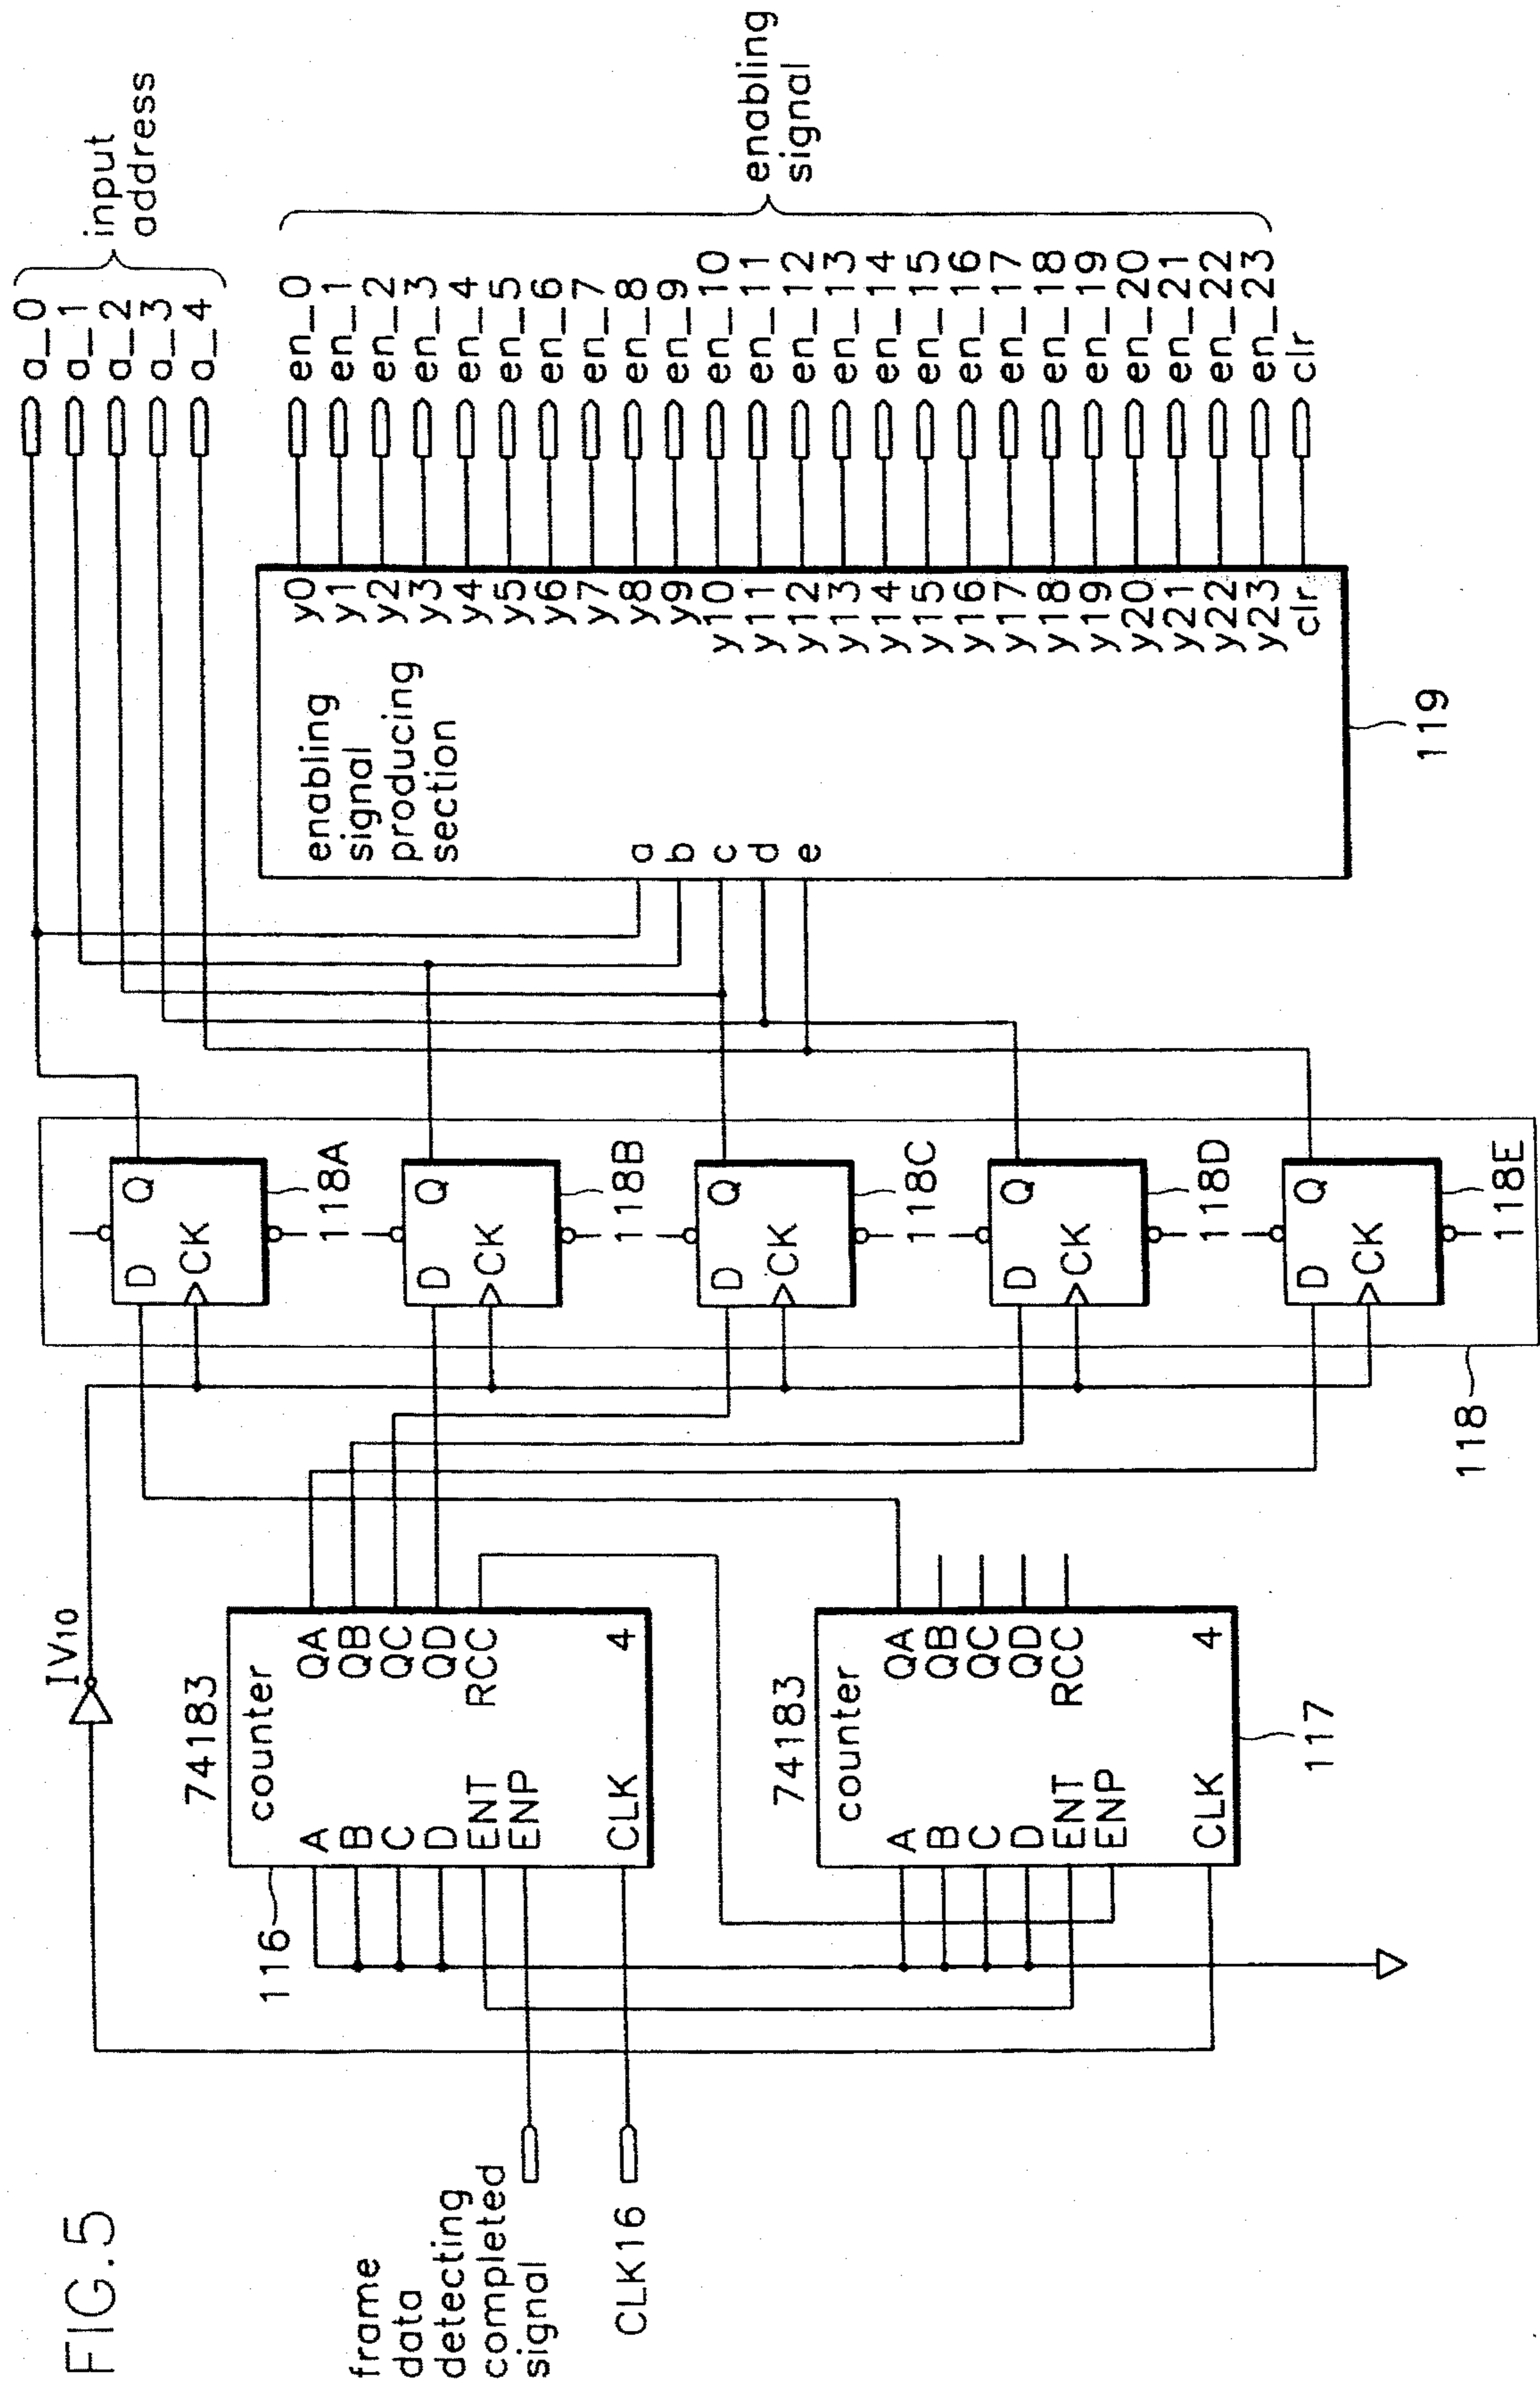 FIG.5
frame
data
detecting
completed
signal
CLK16
IV10
74183
counter
A
B
C
D
ENT
ENP
CLK
QA
QB
QC
QD
RCC
4
116
74183
counter
A
B
C
D
ENT
ENP
CLK
QA
QB
QC
QD
RCC
4
117
D
Q
CK
118A
D
Q
CK
118B
D
Q
CK
118C
D
Q
CK
118D
D
Q
CK
118E
118
enabling
signal
producing
section
a
b
c
d
e
y0
y1
y2
y3
y4
y5
y6
y7
y8
y9
y10
y11
y12
y13
y14
y15
y16
y17
y18
y19
y20
y21
y22
y23
clr
119
a_0
a_1
a_2
a_3
a_4
input
address
en_0
en_1
en_2
en_3
en_4
en_5
en_6
en_7
en_8
en_9
en_10
en_11
en_12
en_13
en_14
en_15
en_16
en_17
en_18
en_19
en_20
en_21
en_22
en_23
clr
enabling
signal